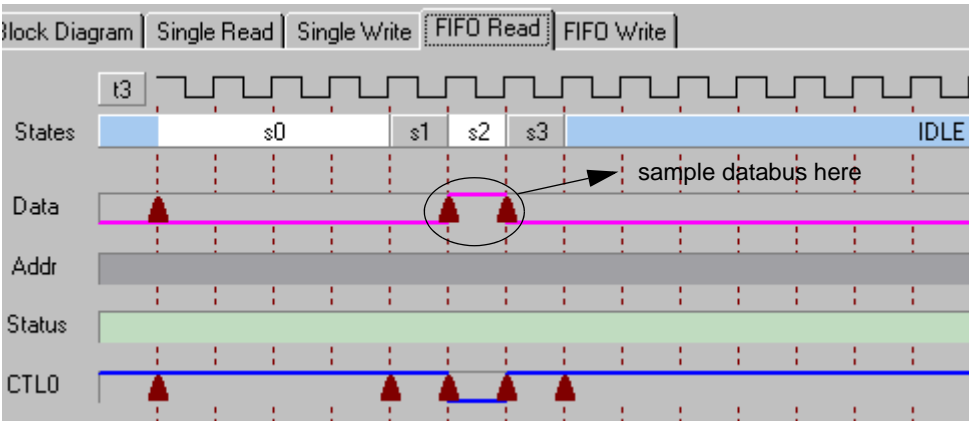 Block Diagram Single Read Single Write FIFO Read FIFO Write
t3
States s0 s1 s2 s3 IDLE
sample databus here
Data
Addr
Status
CTL0